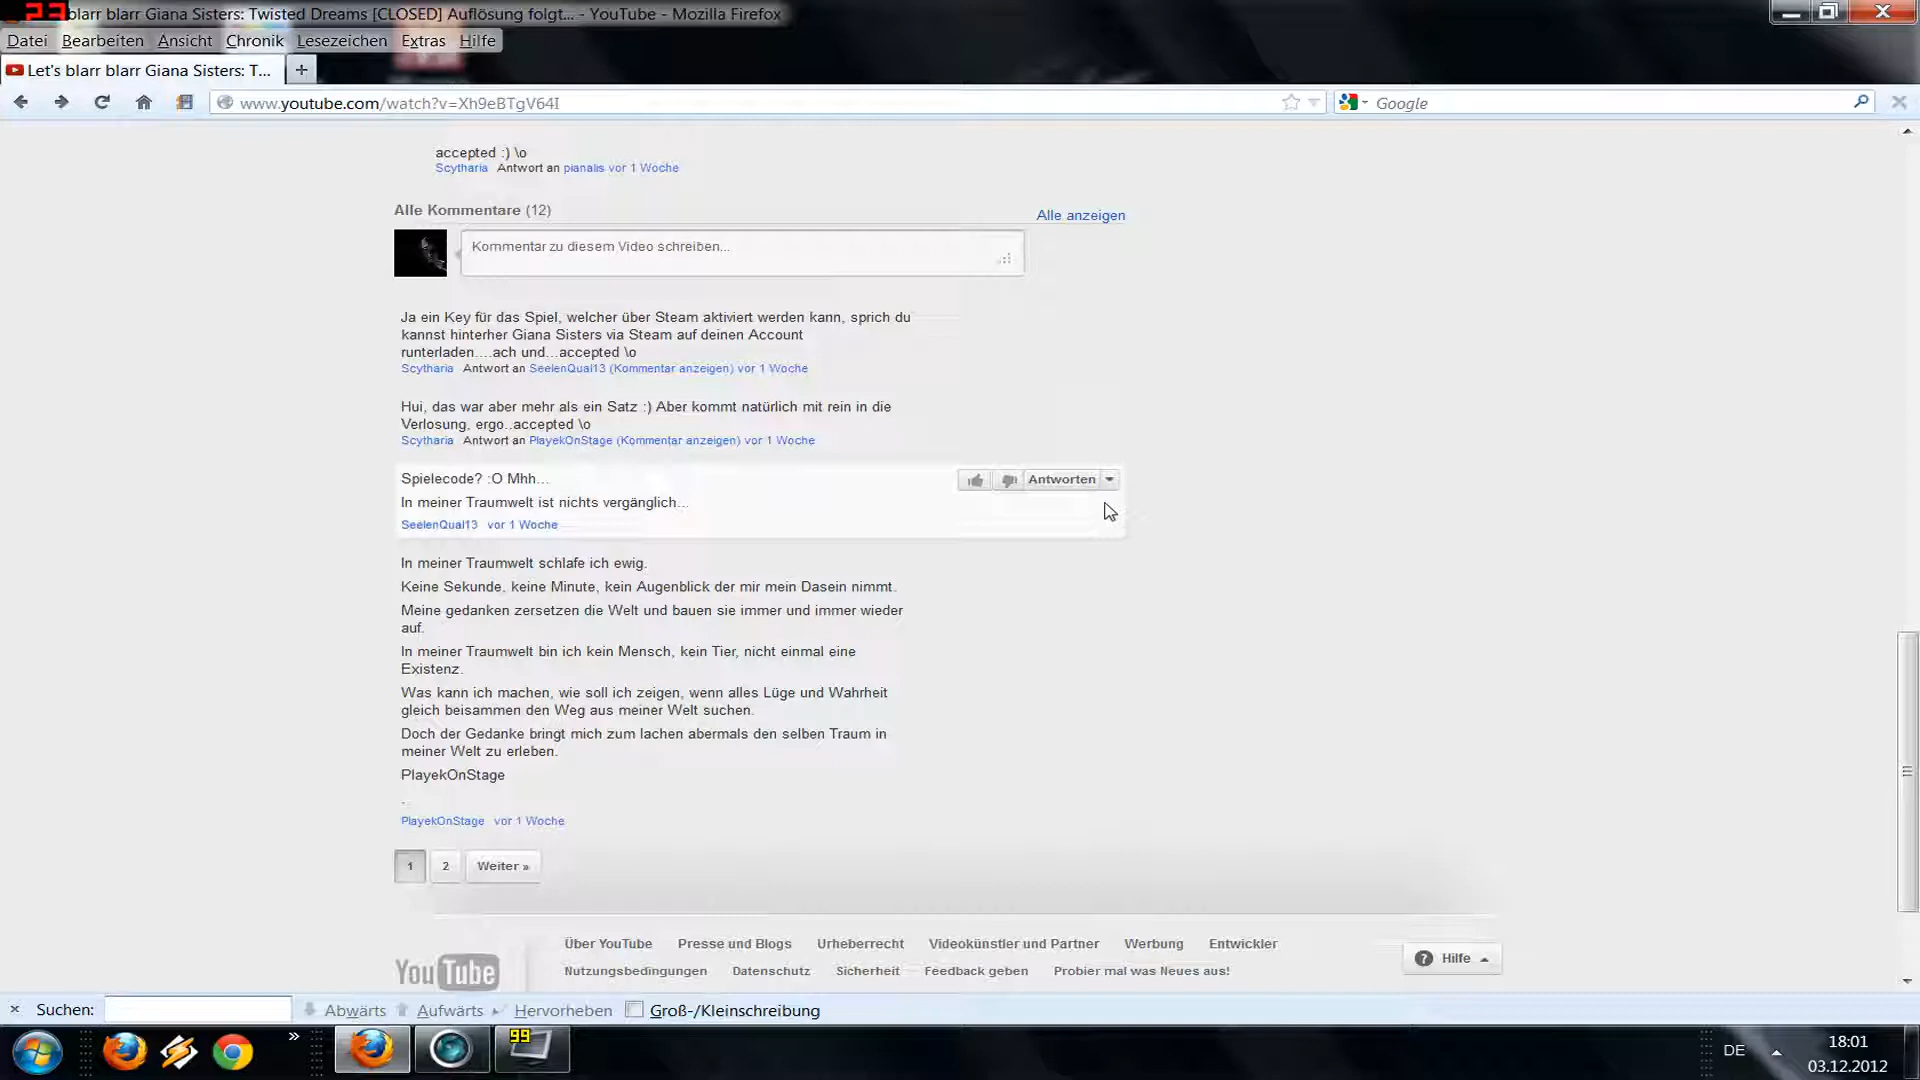 23
blarr blarr Giana Sisters: Twisted Dreams [CLOSED] Auflösung folgt... - YouTube - Mozilla Firefox
Datei Bearbeiten Ansicht Chronik Lesezeichen Extras Hilfe
Let's blarr blarr Giana Sisters: T... +
www.youtube.com/watch?v=Xh9eBTgV64I
Google
accepted :) \o
Scytharia Antwort an pianalis vor 1 Woche
Alle Kommentare (12)
Alle anzeigen
Kommentar zu diesem Video schreiben...
Ja ein Key für das Spiel, welcher über Steam aktiviert werden kann, sprich du
kannst hinterher Giana Sisters via Steam auf deinen Account
runterladen....ach und...accepted \o
Scytharia Antwort an SeelenQual13 (Kommentar anzeigen) vor 1 Woche
Hui, das war aber mehr als ein Satz :) Aber kommt natürlich mit rein in die
Verlosung, ergo..accepted \o
Scytharia Antwort an PlayekOnStage (Kommentar anzeigen) vor 1 Woche
Spielecode? :O Mhh...
Antworten
In meiner Traumwelt ist nichts vergänglich...
SeelenQual13 vor 1 Woche
In meiner Traumwelt schlafe ich ewig.
Keine Sekunde, keine Minute, kein Augenblick der mir mein Dasein nimmt.
Meine gedanken zersetzen die Welt und bauen sie immer und immer wieder
auf.
In meiner Traumwelt bin ich kein Mensch, kein Tier, nicht einmal eine
Existenz.
Was kann ich machen, wie soll ich zeigen, wenn alles Lüge und Wahrheit
gleich beisammen den Weg aus meiner Welt suchen.
Doch der Gedanke bringt mich zum lachen abermals den selben Traum in
meiner Welt zu erleben.
PlayekOnStage
.
PlayekOnStage vor 1 Woche
1 2 Weiter »
Über YouTube Presse und Blogs Urheberrecht Videokünstler und Partner Werbung Entwickler
YouTube
Nutzungsbedingungen Datenschutz Sicherheit Feedback geben Probier mal was Neues aus!
Hilfe
× Suchen: Abwärts Aufwärts Hervorheben Groß-/Kleinschreibung
»
99
DE
18:01
03.12.2012